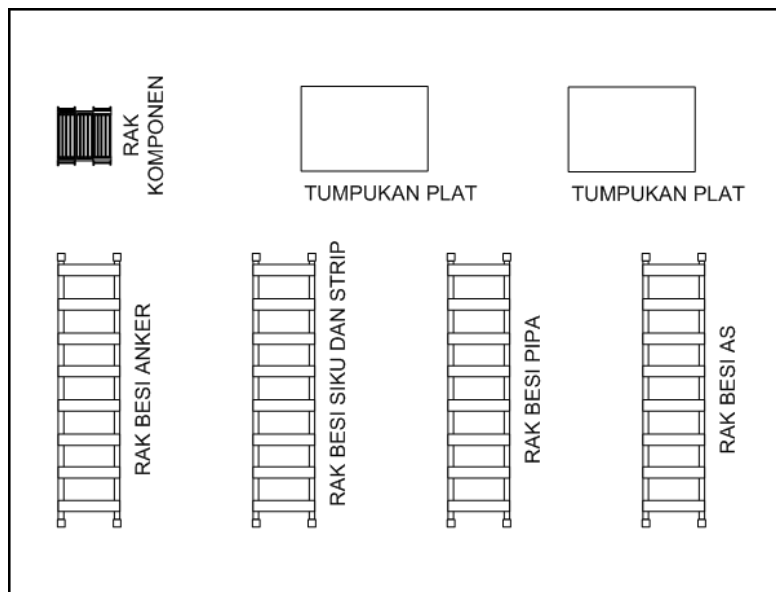 RAK
KOMPONEN
TUMPUKAN PLAT
TUMPUKAN PLAT
RAK BESI ANKER
RAK BESI SIKU DAN STRIP
RAK BESI PIPA
RAK BESI AS